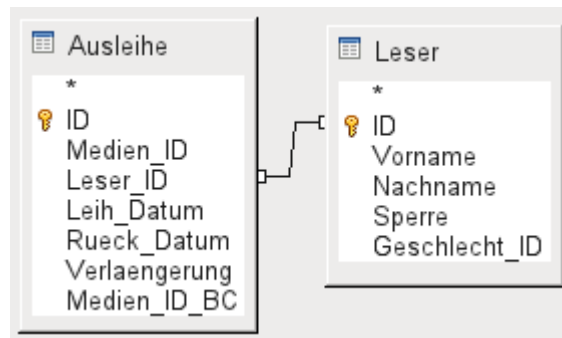 Ausleihe
*
ID
Medien_ID
Leser_ID
Leih_Datum
Rueck_Datum
Verlaengerung
Medien_ID_BC
Leser
*
ID
Vorname
Nachname
Sperre
Geschlecht_ID